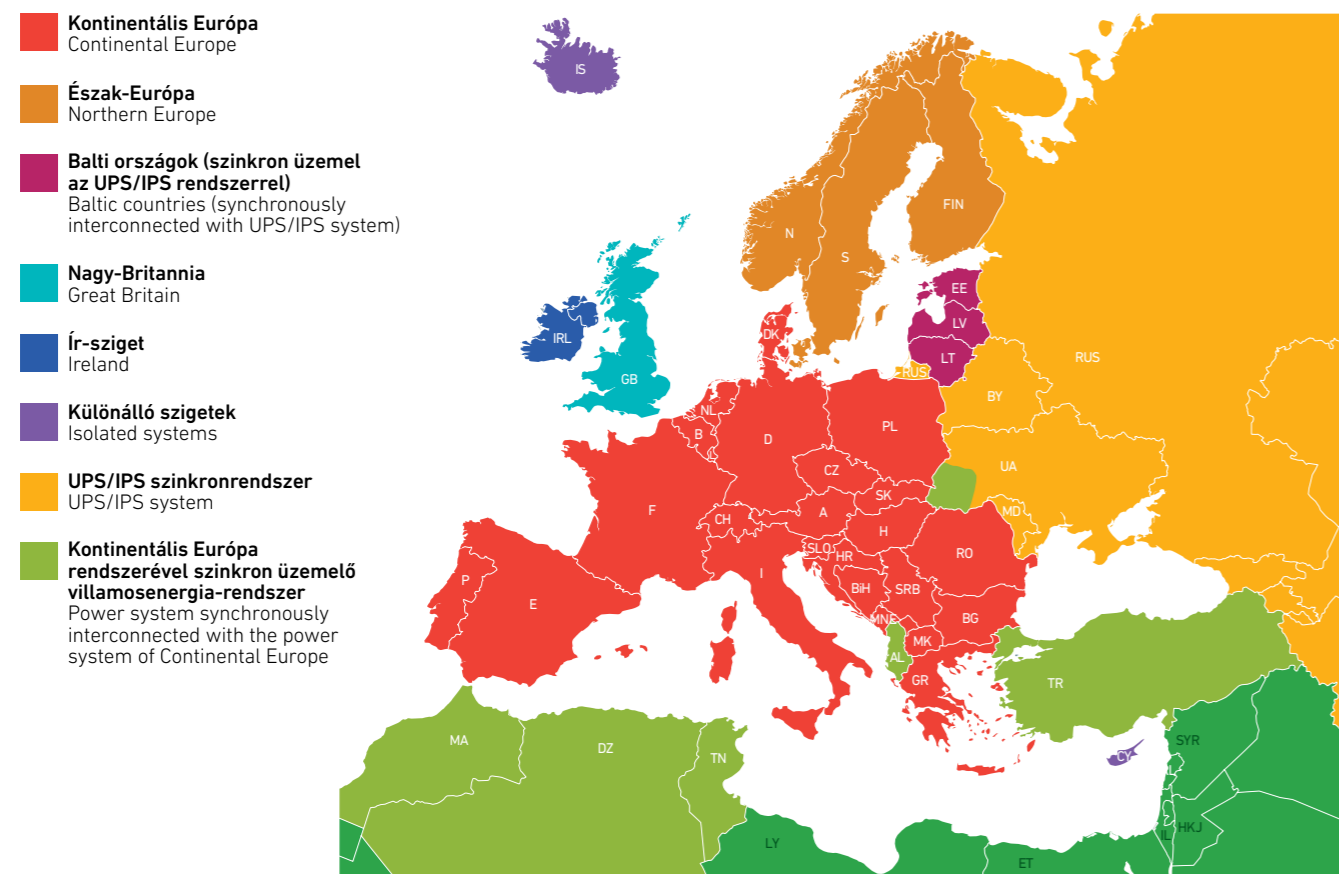 Kontinentális Európa
Continental Europe
Észak-Európa
Northern Europe
Balti országok (szinkron üzemel
az UPS/IPS rendszerrel)
Baltic countries (synchronously
interconnected with UPS/IPS system)
Nagy-Britannia
Great Britain
Ír-sziget
Ireland
Különálló szigetek
Isolated systems
UPS/IPS szinkronrendszer
UPS/IPS system
Kontinentális Európa
rendszerével szinkron üzemelő
villamosenergia-rendszer
Power system synchronously
interconnected with the power
system of Continental Europe
IS
FIN
N
S
EE
LV
LT
RUS
RUS
DK
IRL
GB
BY
NL
B
L
D
PL
UA
CZ
SK
MD
F
CH
A
H
SLO
HR
RO
I
BiH
SRB
P
E
MNE
BG
MK
AL
GR
TR
MA
DZ
TN
CY
SYR
LY
ET
IL
HKJ